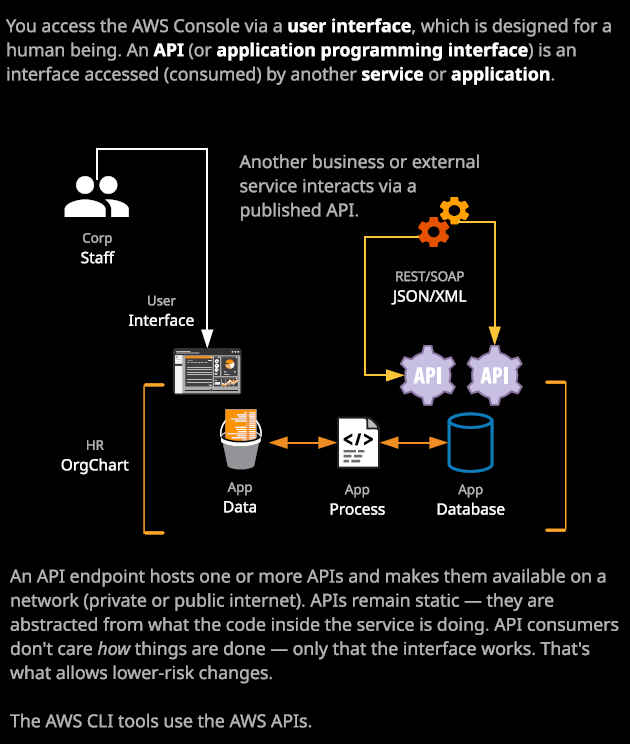 You access the AWS Console via a user interface, which is designed for a
human being. An API (or application programming interface) is an
interface accessed (consumed) by another service or application.
Another business or external
service interacts via a
published API.
Corp
Staff
REST/SOAP
JSON/XML
User
Interface
API
API
HR
OrgChart
</>
App
Data
App
Process
App
Database
An API endpoint hosts one or more APIs and makes them available on a
network (private or public internet). APIs remain static — they are
abstracted from what the code inside the service is doing. API consumers
don't care how things are done — only that the interface works. That's
what allows lower-risk changes.
The AWS CLI tools use the AWS APIs.